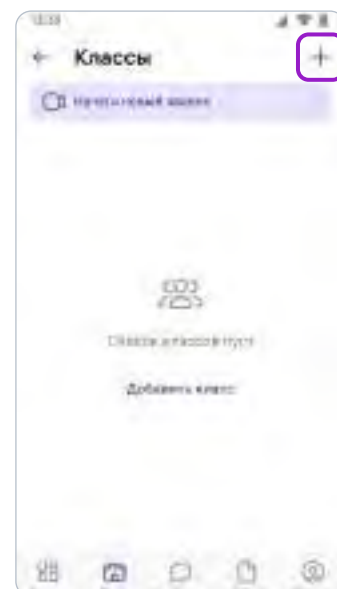 Классы
Начать новый звонок
Список классов пуст
Добавить класс